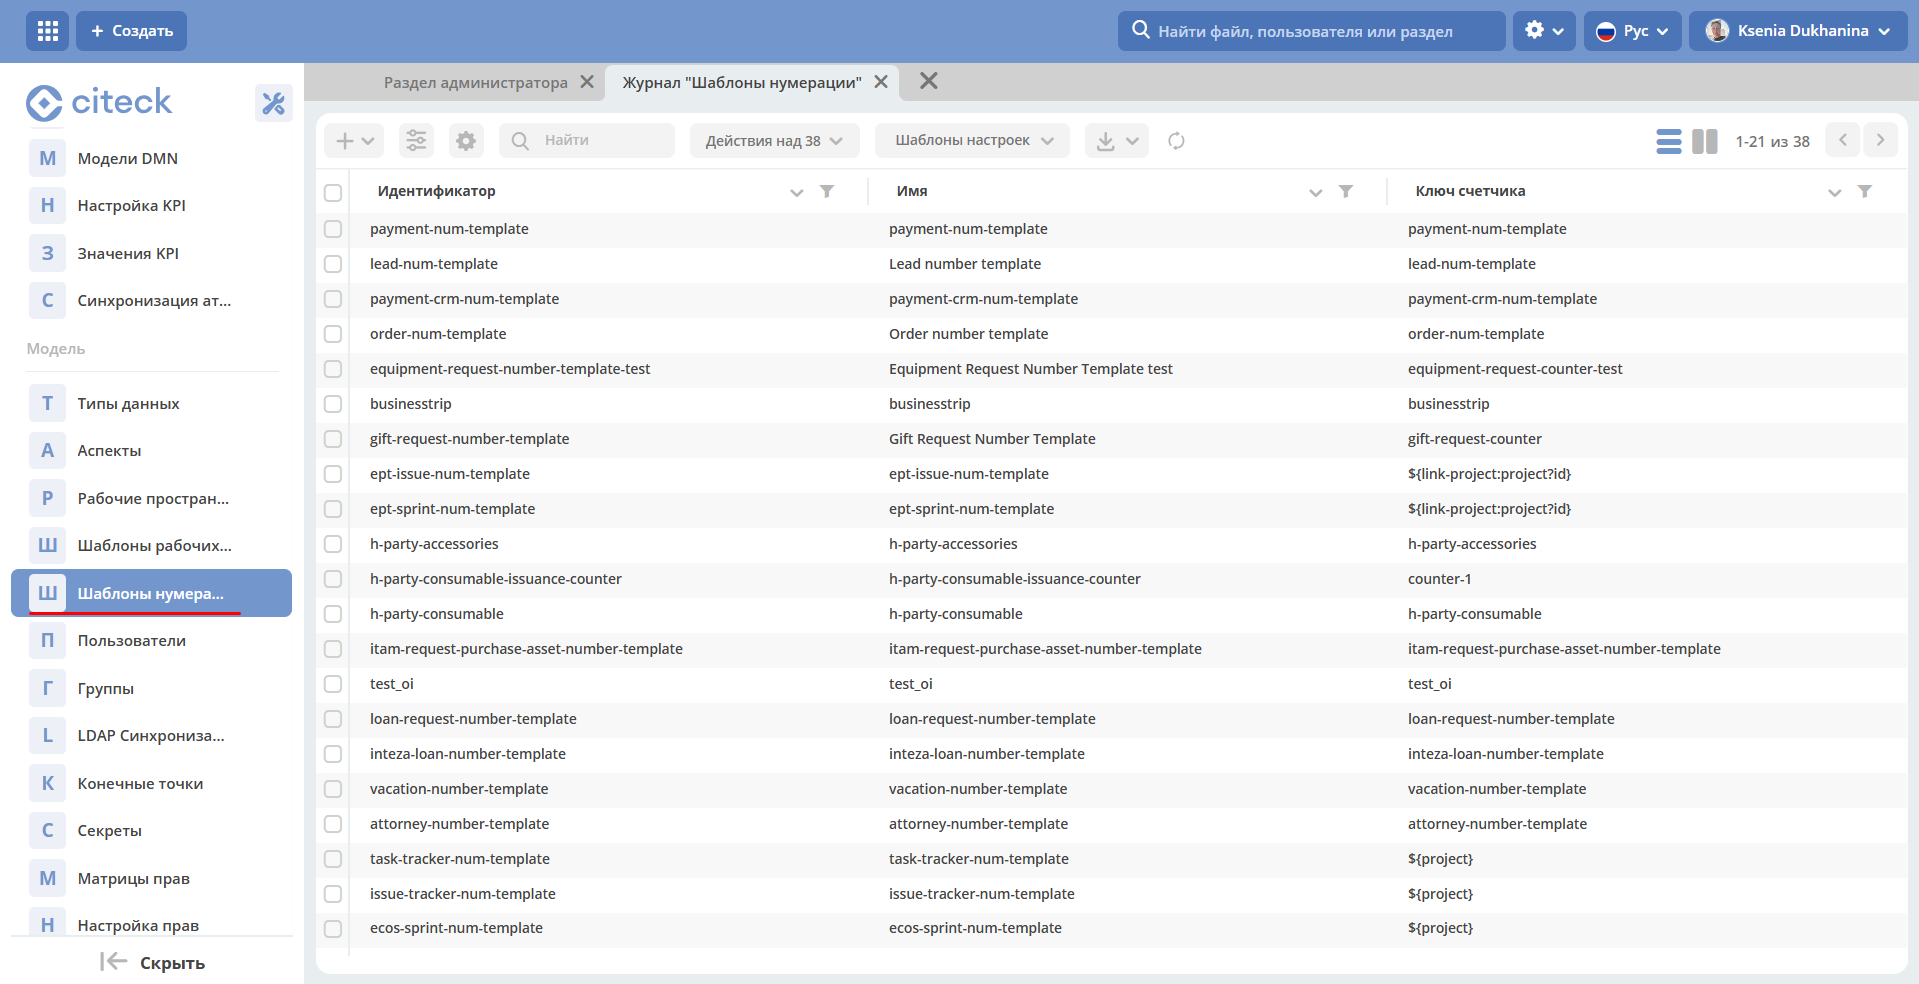 + Создать
Найти файл, пользователя или раздел
Рус
Ksenia Dukhanina
citeck
Раздел администратора
Журнал "Шаблоны нумерации"
М Модели DMN
Н Настройка KPI
З Значения KPI
С Синхронизация ат...
Модель
Т Типы данных
А Аспекты
Р Рабочие простран...
Ш Шаблоны рабочих...
Ш Шаблоны нумера...
П Пользователи
Г Группы
L LDAP Синхрониза...
К Конечные точки
С Секреты
М Матрицы прав
Н Настройка прав
Скрыть
Найти
Действия над 38
Шаблоны настроек
1-21 из 38
Идентификатор Имя Ключ счетчика
payment-num-template payment-num-template payment-num-template
lead-num-template Lead number template lead-num-template
payment-crm-num-template payment-crm-num-template payment-crm-num-template
order-num-template Order number template order-num-template
equipment-request-number-template-test Equipment Request Number Template test equipment-request-counter-test
businesstrip businesstrip businesstrip
gift-request-number-template Gift Request Number Template gift-request-counter
ept-issue-num-template ept-issue-num-template ${link-project:project?id}
ept-sprint-num-template ept-sprint-num-template ${link-project:project?id}
h-party-accessories h-party-accessories h-party-accessories
h-party-consumable-issuance-counter h-party-consumable-issuance-counter counter-1
h-party-consumable h-party-consumable h-party-consumable
itam-request-purchase-asset-number-template itam-request-purchase-asset-number-template itam-request-purchase-asset-number-template
test_oi test_oi test_oi
loan-request-number-template loan-request-number-template loan-request-number-template
inteza-loan-number-template inteza-loan-number-template inteza-loan-number-template
vacation-number-template vacation-number-template vacation-number-template
attorney-number-template attorney-number-template attorney-number-template
task-tracker-num-template task-tracker-num-template ${project}
issue-tracker-num-template issue-tracker-num-template ${project}
ecos-sprint-num-template ecos-sprint-num-template ${project}